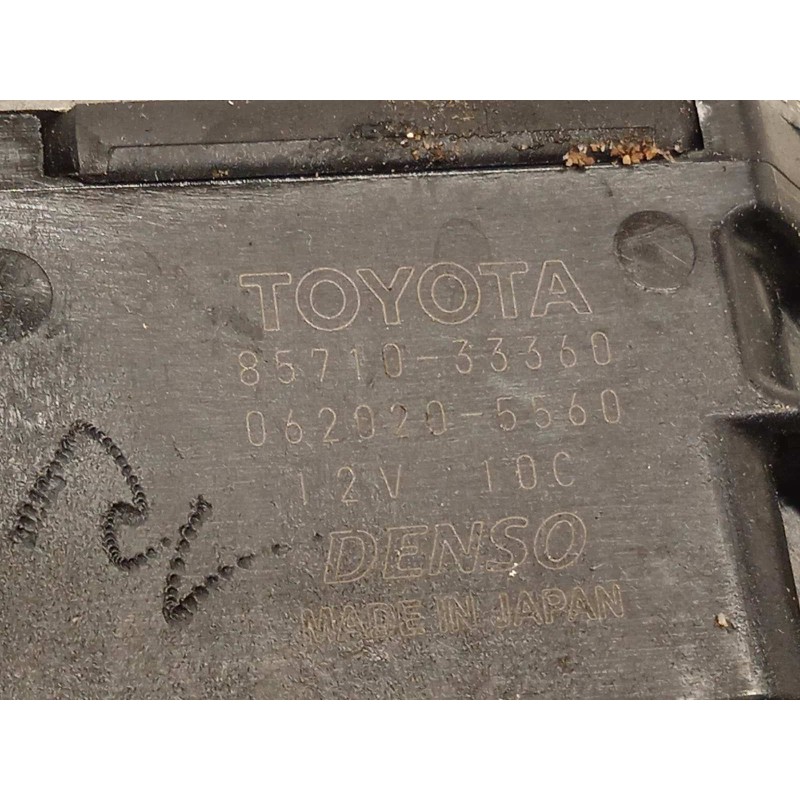 TOYOTA
85710-33360
062020-5560
12V 10C
DENSO
MADE IN JAPAN